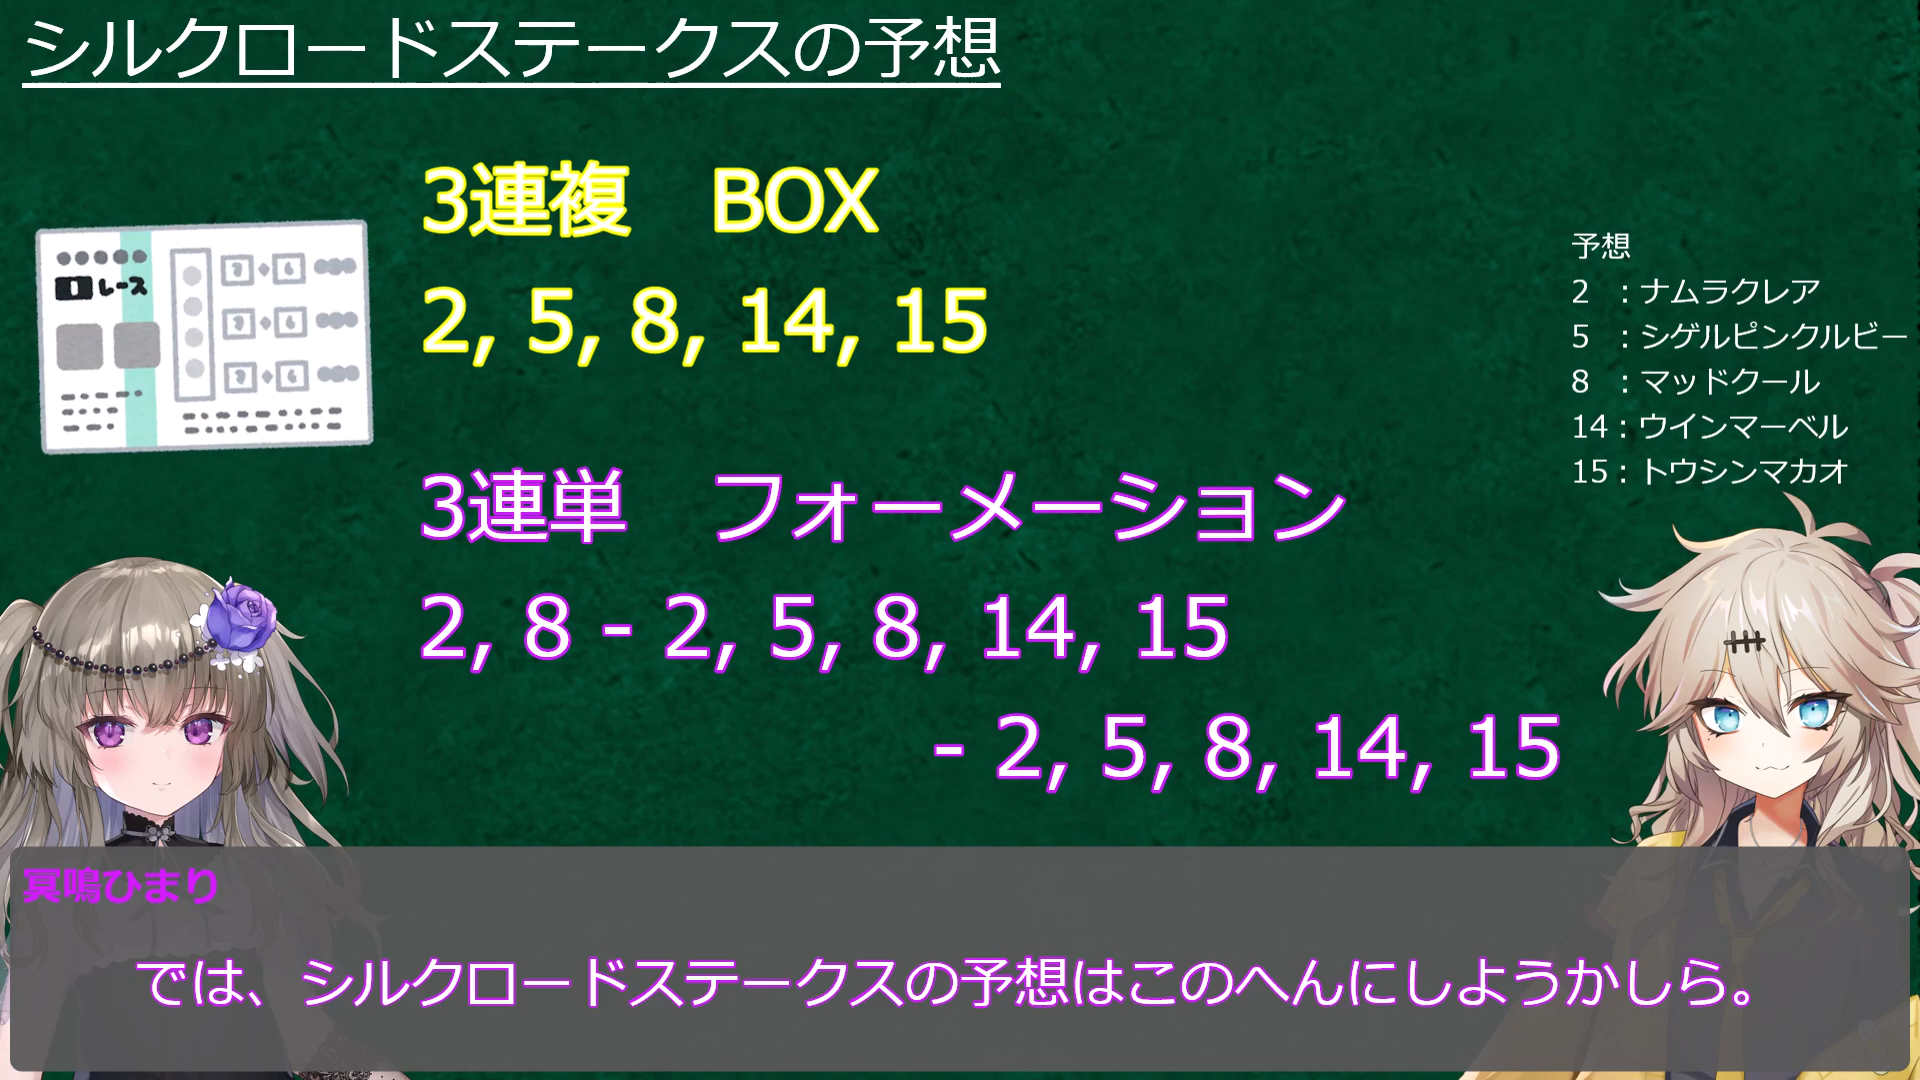 シルクロードステークスの予想
3連複　BOX
2, 5, 8, 14, 15
レース
3連単　フォーメーション
2, 8 - 2, 5, 8, 14, 15
- 2, 5, 8, 14, 15
予想
2　：ナムラクレア
5　：シゲルピンクルビー
8　：マッドクール
14：ウインマーベル
15：トウシンマカオ
冥鳴ひまり
では、シルクロードステークスの予想はこのへんにしようかしら。